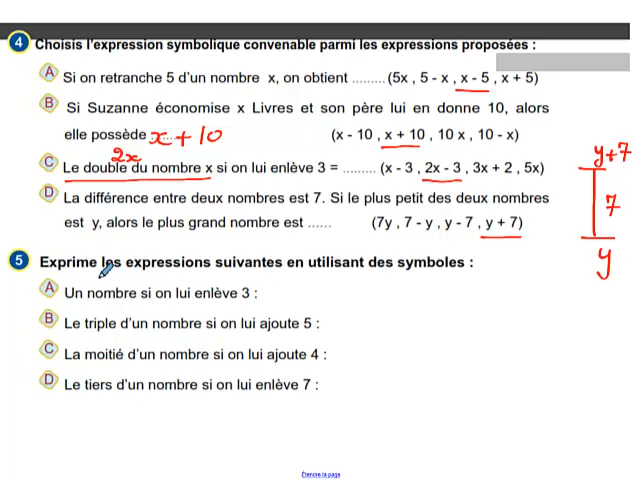 4 Choisis l'expression symbolique convenable parmi les expressions proposées :
A Si on retranche 5 d'un nombre x, on obtient ......... (5x , 5 - x , x - 5 , x + 5)
B Si Suzanne économise x Livres et son père lui en donne 10, alors
elle possède x + 10 (x - 10 , x + 10 , 10 x , 10 - x)
2x
C Le double du nombre x si on lui enlève 3 = ......... (x - 3 , 2x - 3 , 3x + 2 , 5x)
y+7
D La différence entre deux nombres est 7. Si le plus petit des deux nombres
7
est y, alors le plus grand nombre est ...... (7y , 7 - y , y - 7 , y + 7)
y
5 Exprime les expressions suivantes en utilisant des symboles :
A Un nombre si on lui enlève 3 :
B Le triple d'un nombre si on lui ajoute 5 :
C La moitié d'un nombre si on lui ajoute 4 :
D Le tiers d'un nombre si on lui enlève 7 :
Étendre la page